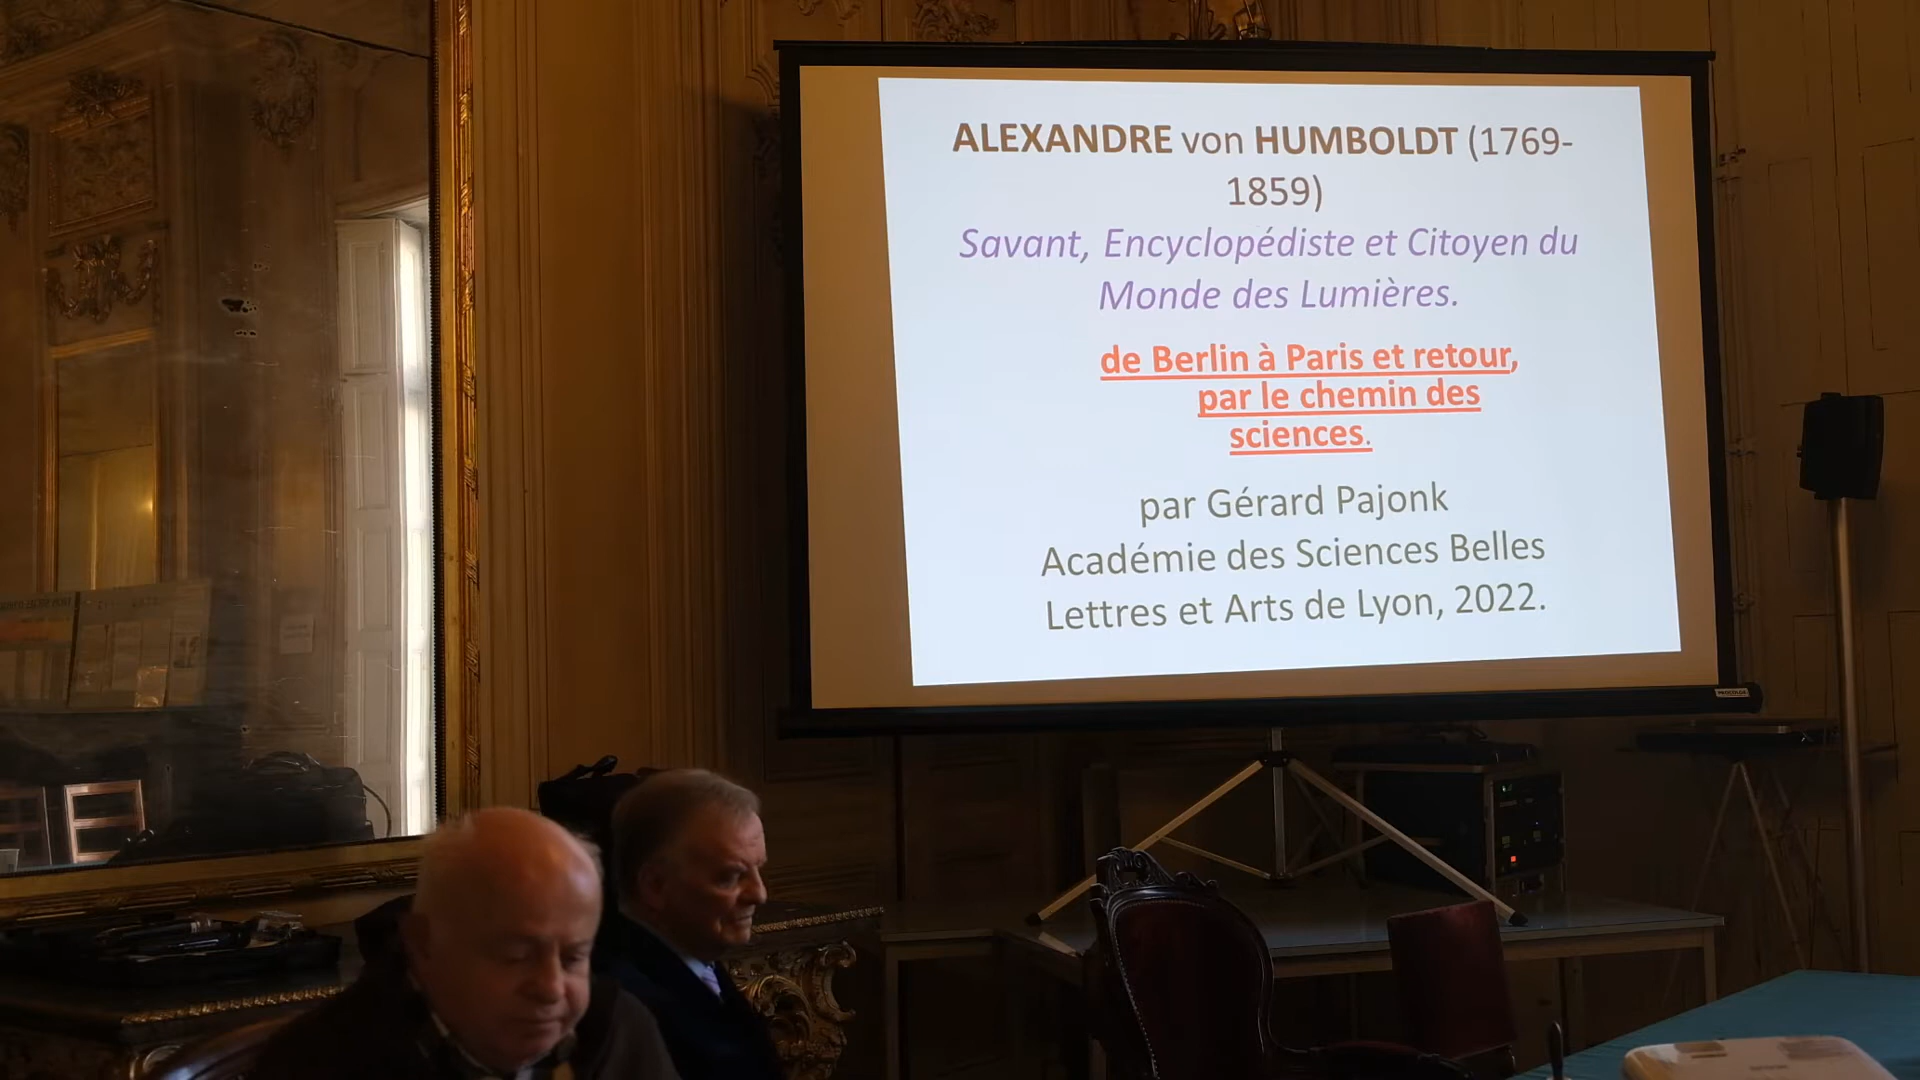 ALEXANDRE von HUMBOLDT (1769-
1859)
Savant, Encyclopédiste et Citoyen du
Monde des Lumières.
de Berlin à Paris et retour,
par le chemin des
sciences.
par Gérard Pajonk
Académie des Sciences Belles
Lettres et Arts de Lyon, 2022.